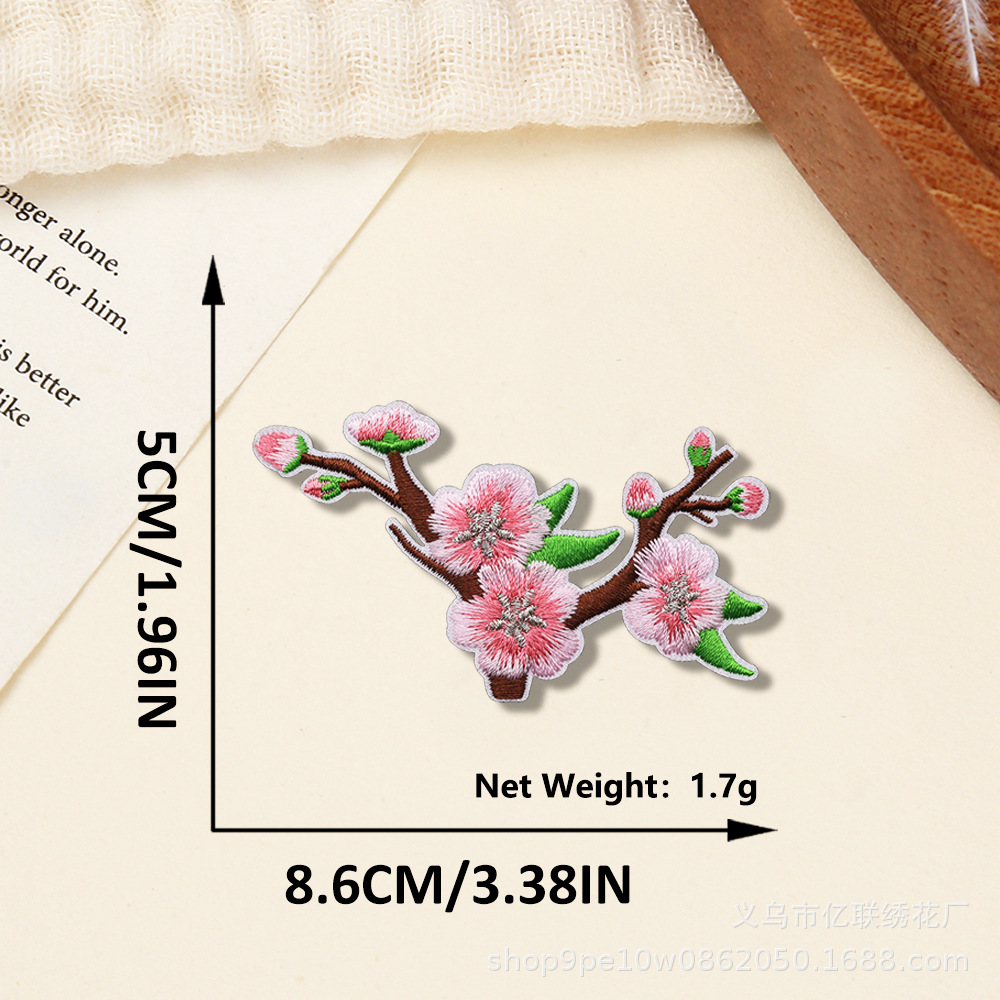 onger alone.
orld for him.
is better
like
5CM/1.96IN
Net Weight: 1.7g
8.6CM/3.38IN
义乌市亿联绣花厂
shop9pe10w0862050.1688.com